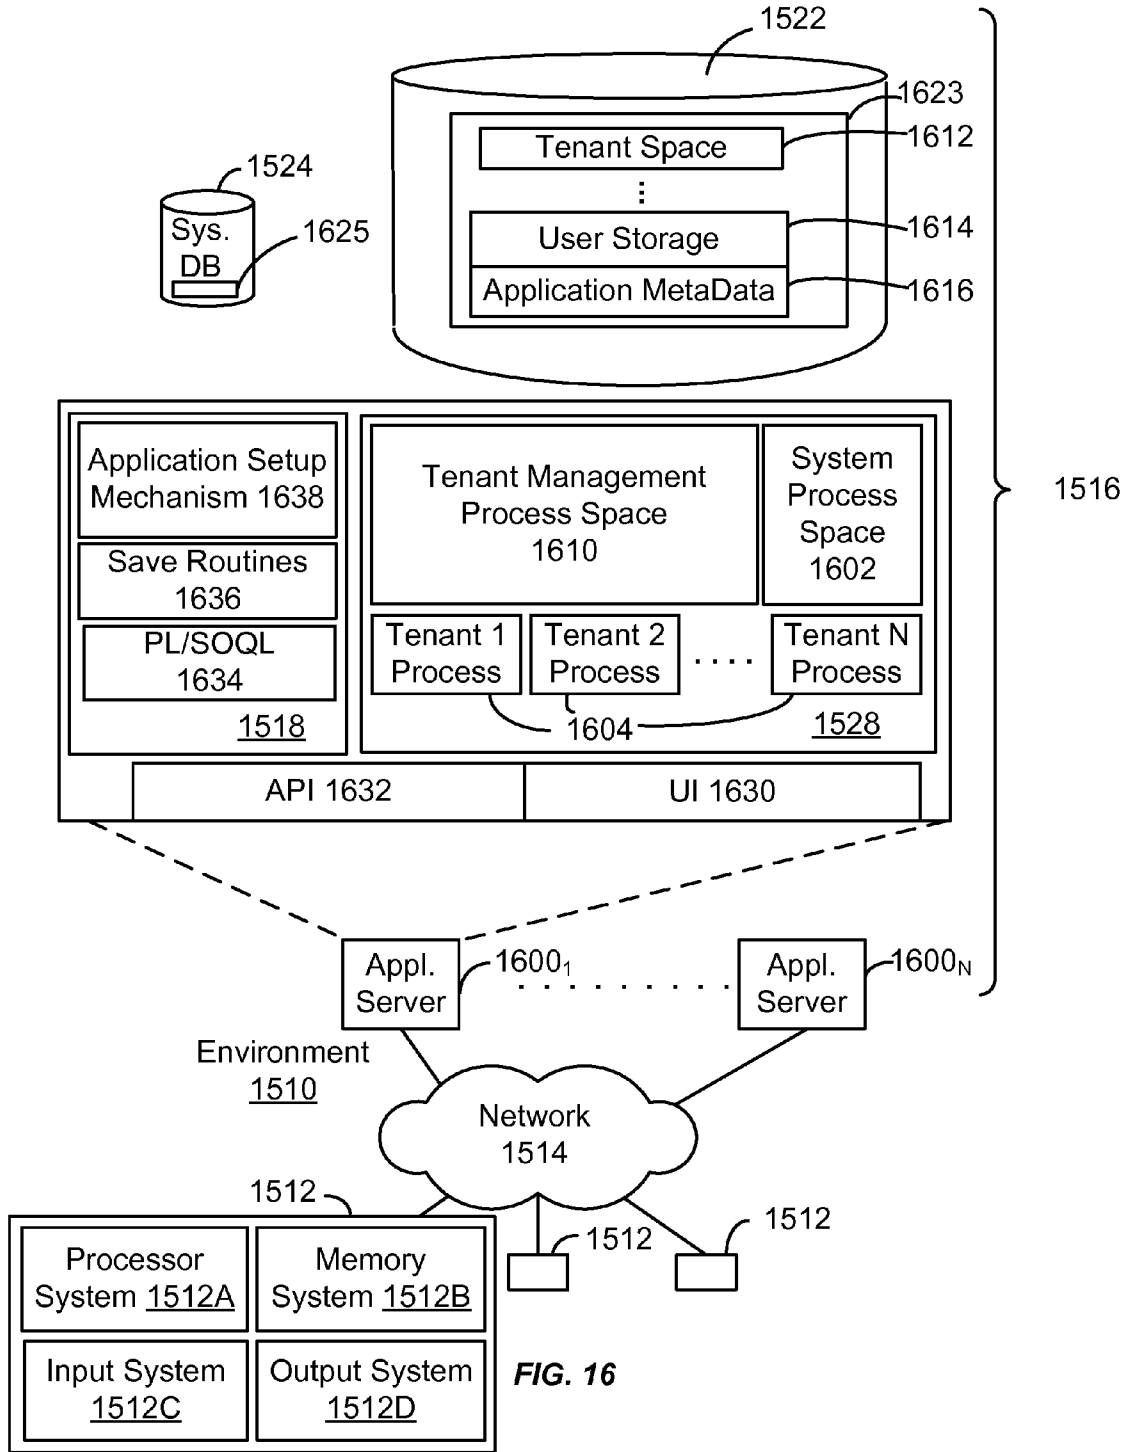 1522
1623
Tenant Space
1612
1524
Sys.
DB
1625
User Storage
1614
Application MetaData
1616
Application Setup
Mechanism 1638
Tenant Management
Process Space
1610
System
Process
Space
1602
1516
Save Routines
1636
PL/SOQL
1634
Tenant 1
Process
Tenant 2
Process
. . . .
Tenant N
Process
1518
1604
1528
API 1632
UI 1630
Appl.
Server
1600₁
Appl.
Server
1600N
Environment
1510
Network
1514
1512
1512
1512
Processor
System 1512A
Memory
System 1512B
Input System
1512C
Output System
1512D
FIG. 16